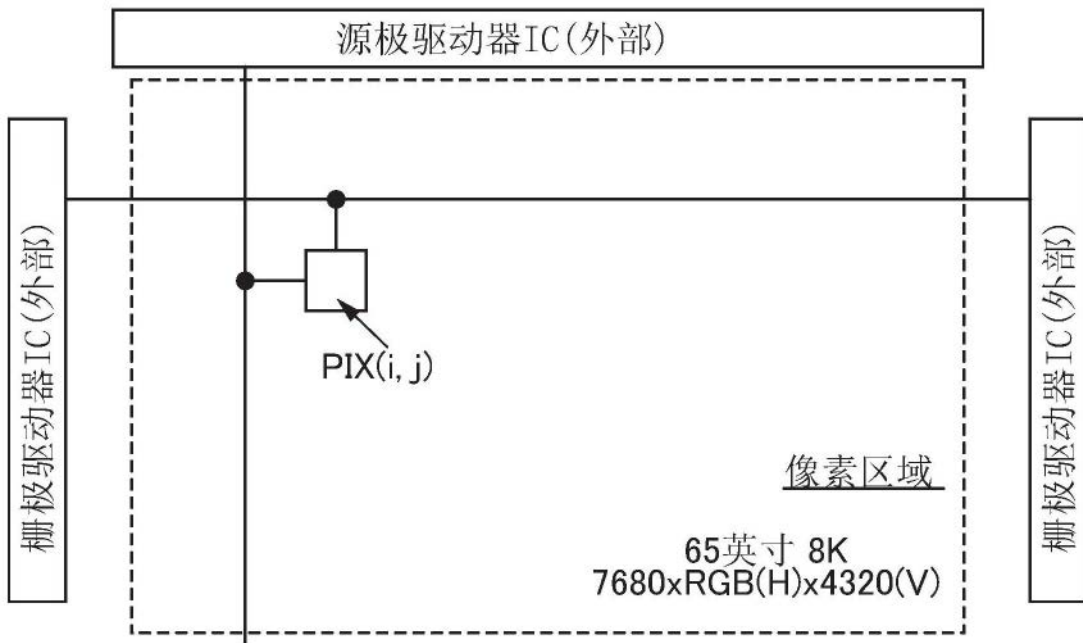 源极驱动器IC(外部)
栅极驱动器IC(外部)
栅极驱动器IC(外部)
PIX(i, j)
像素区域
65英寸 8K
7680xRGB(H)x4320(V)